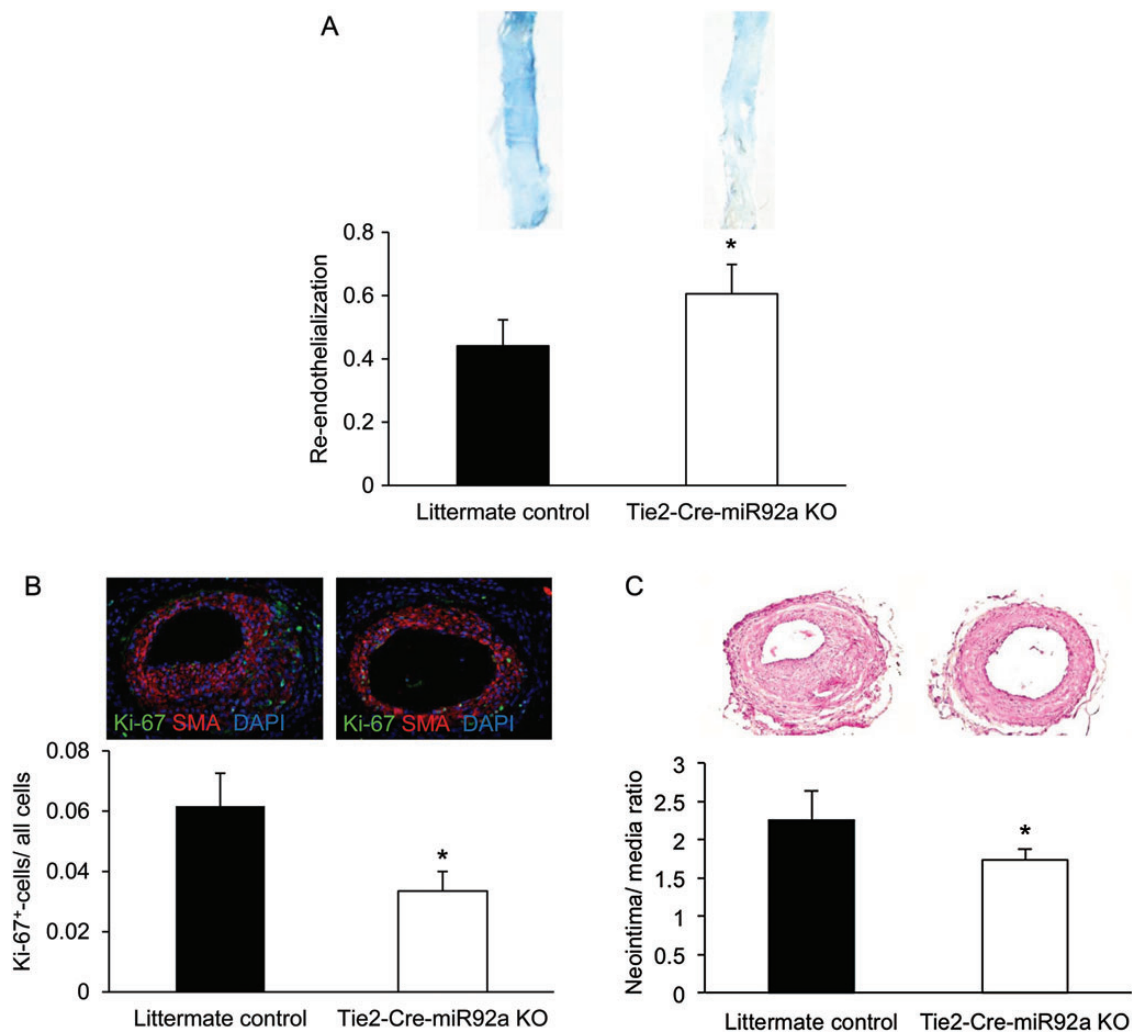 A
0.8
*
0.6
0.4
0.2
0
Re-endothelialization
Littermate control Tie2-Cre-miR92a KO
B
Ki-67 SMA DAPI Ki-67 SMA DAPI
0.08
0.06
0.04
*
0.02
0
Ki-67⁺-cells/ all cells
Littermate control Tie2-Cre-miR92a KO
C
3
2.5
2
*
1.5
1
0.5
0
Neointima/ media ratio
Littermate control Tie2-Cre-miR92a KO